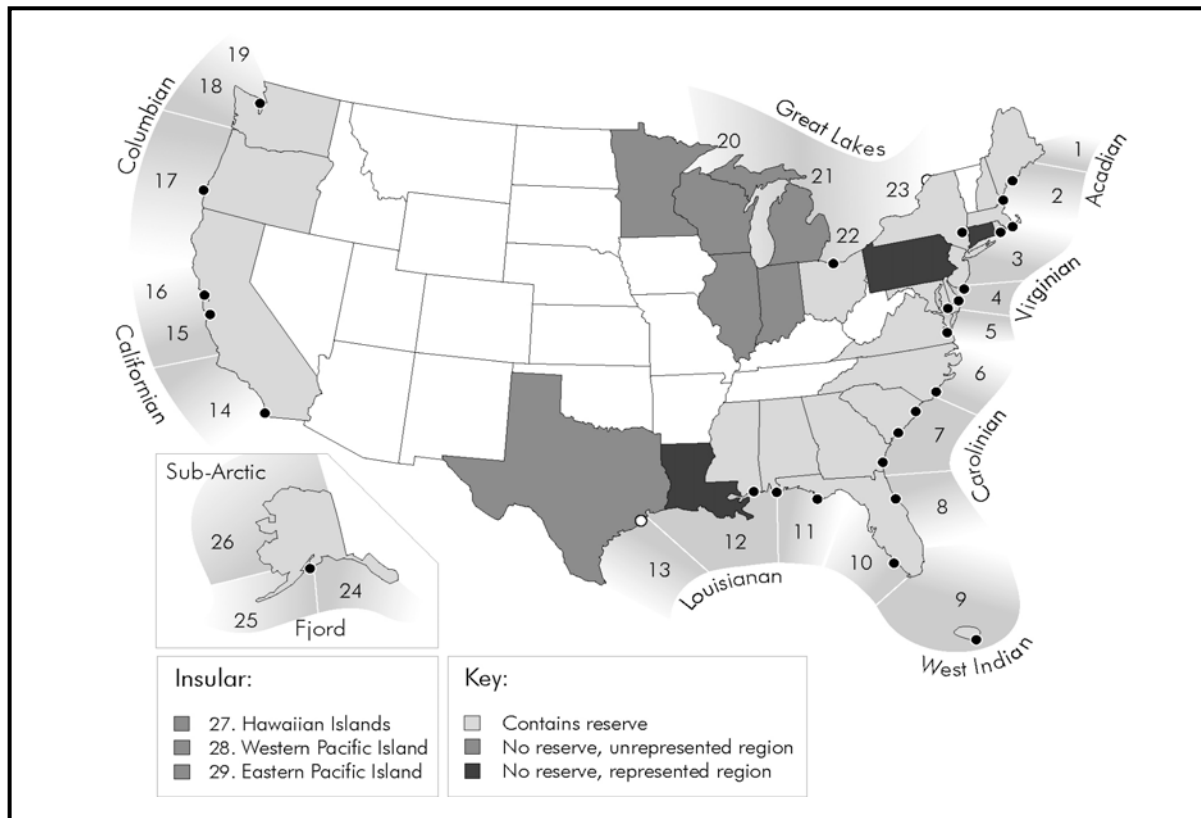 19
18
Columbian
17
16
15
Californian
14
Great Lakes
20
21
22
23
1
Acadian
2
3
Virginian
4
5
6
Carolinian
7
8
9
West Indian
10
11
12
Louisianan
13
Sub-Arctic
26
25
24
Fjord
Insular:
27. Hawaiian Islands
28. Western Pacific Island
29. Eastern Pacific Island
Key:
Contains reserve
No reserve, unrepresented region
No reserve, represented region